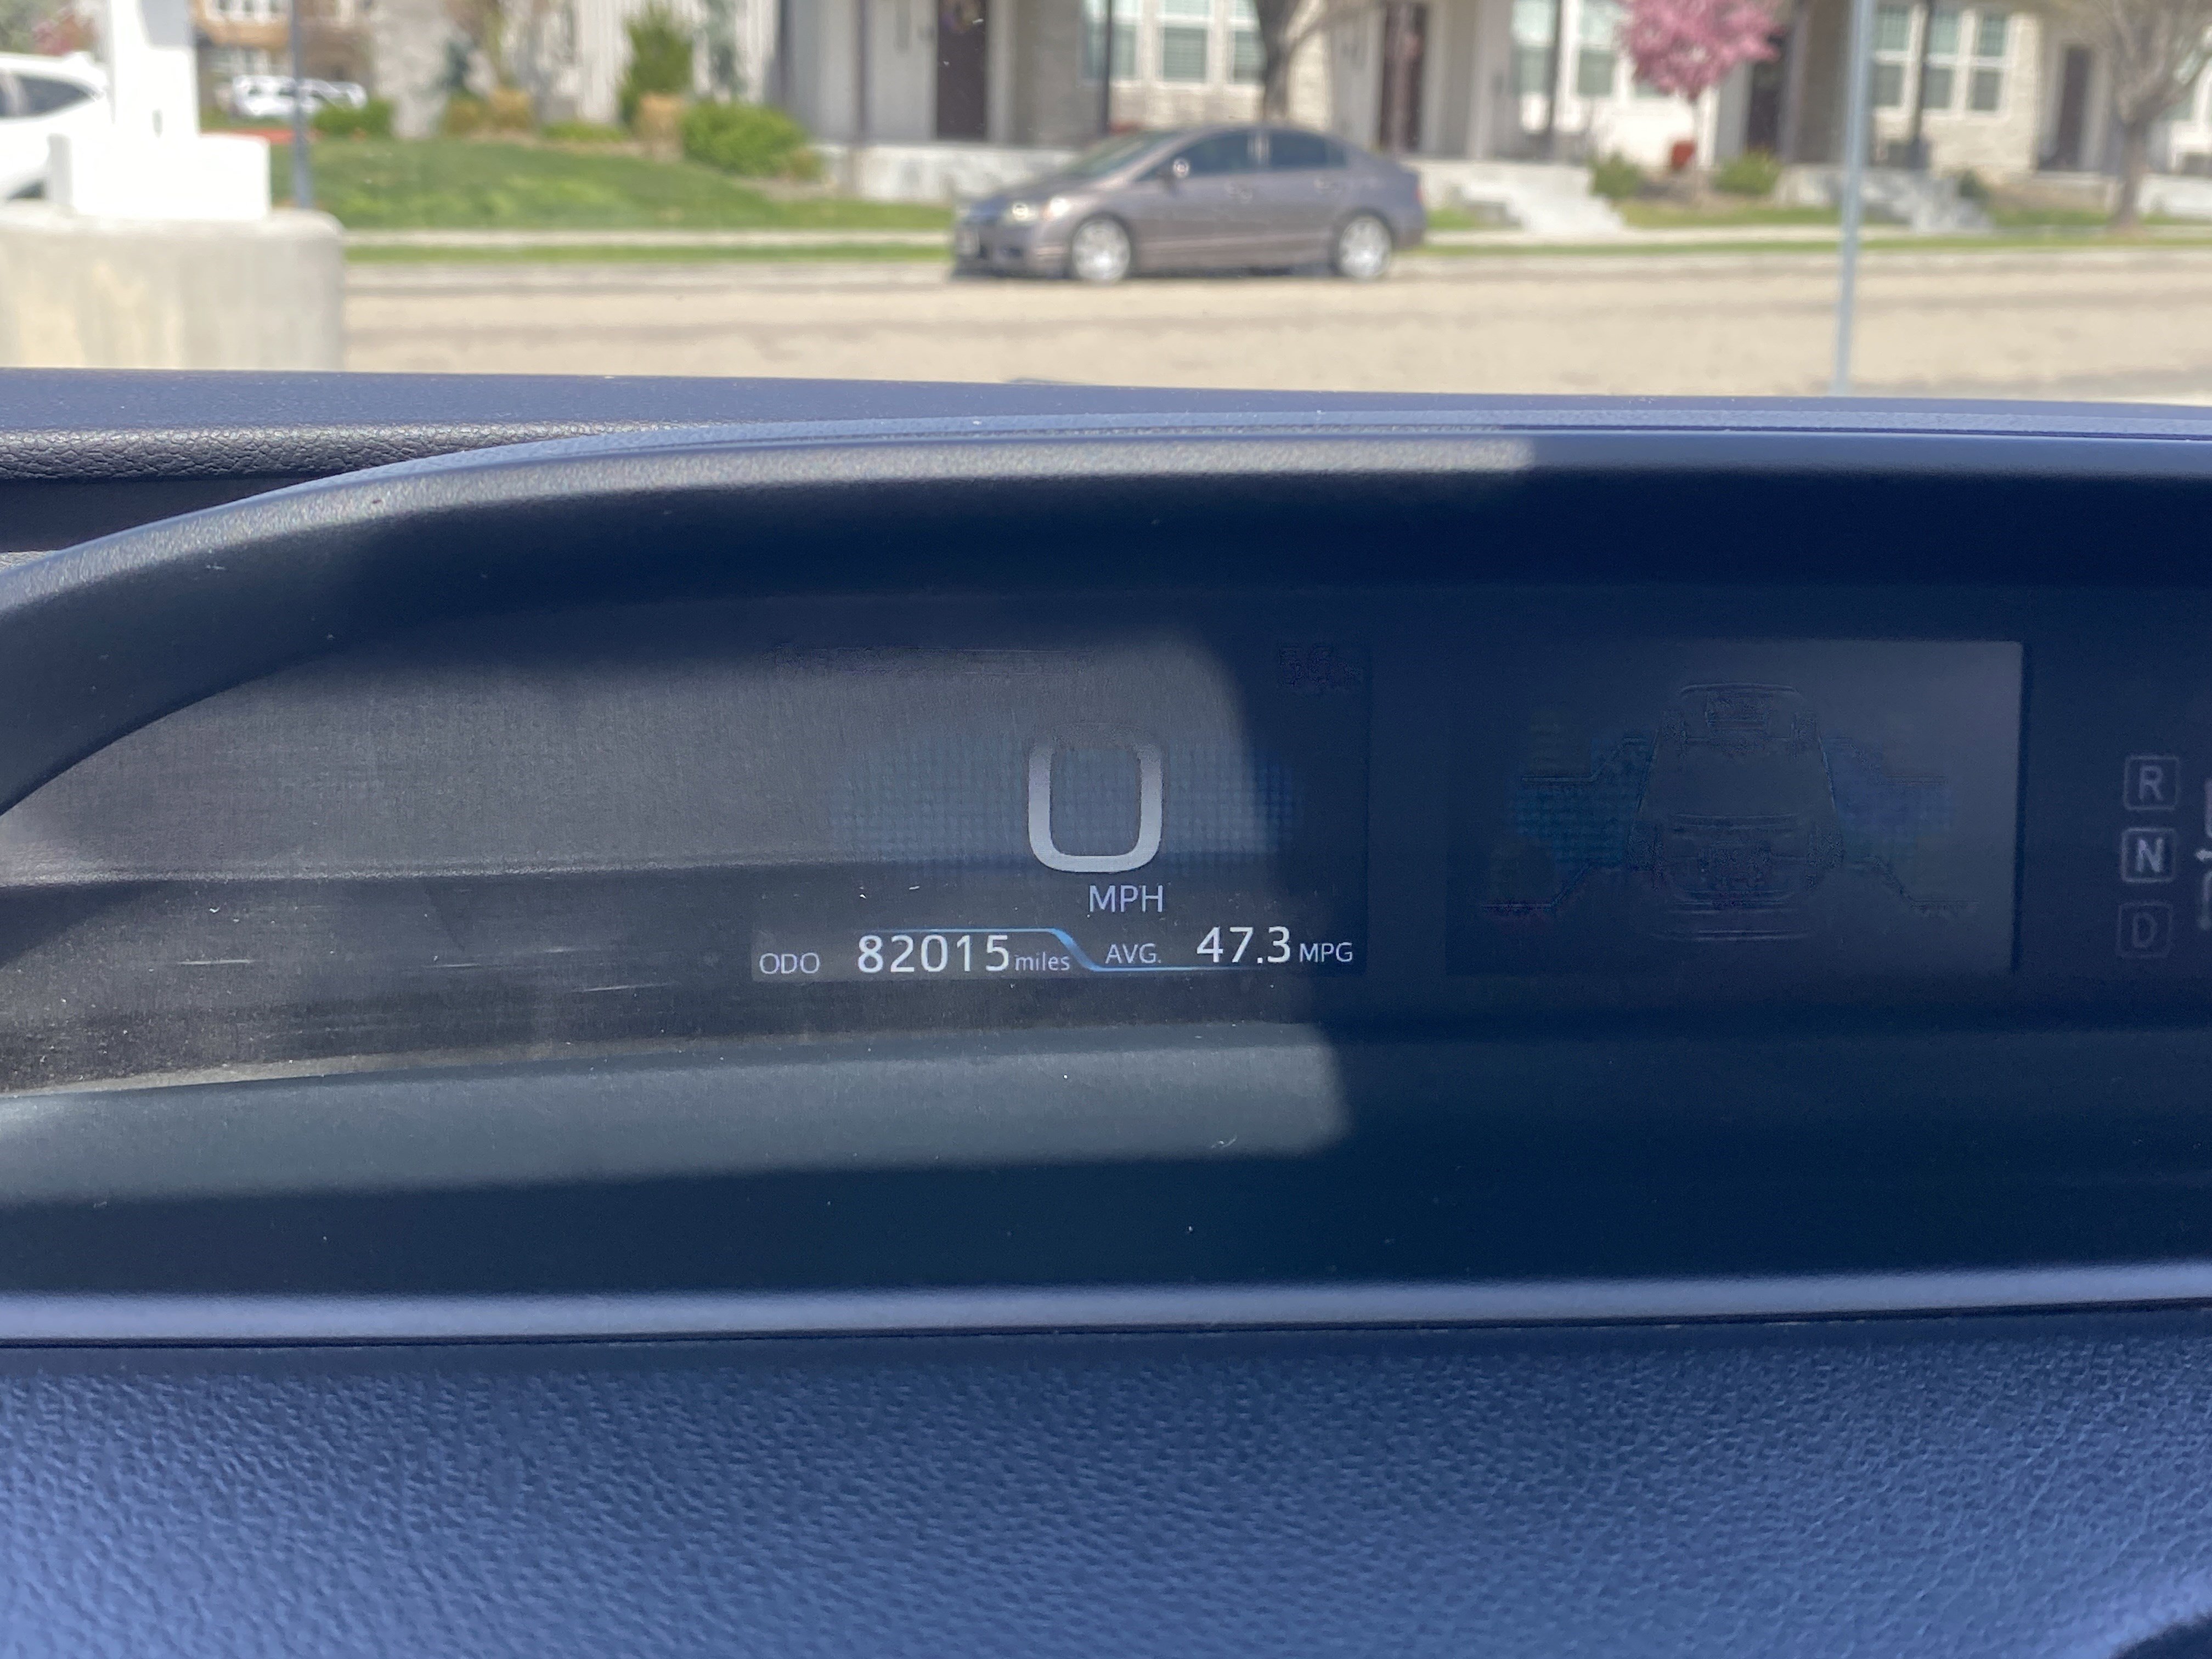 0
MPH
ODO 82015 miles AVG. 47.3 MPG
R
N
D